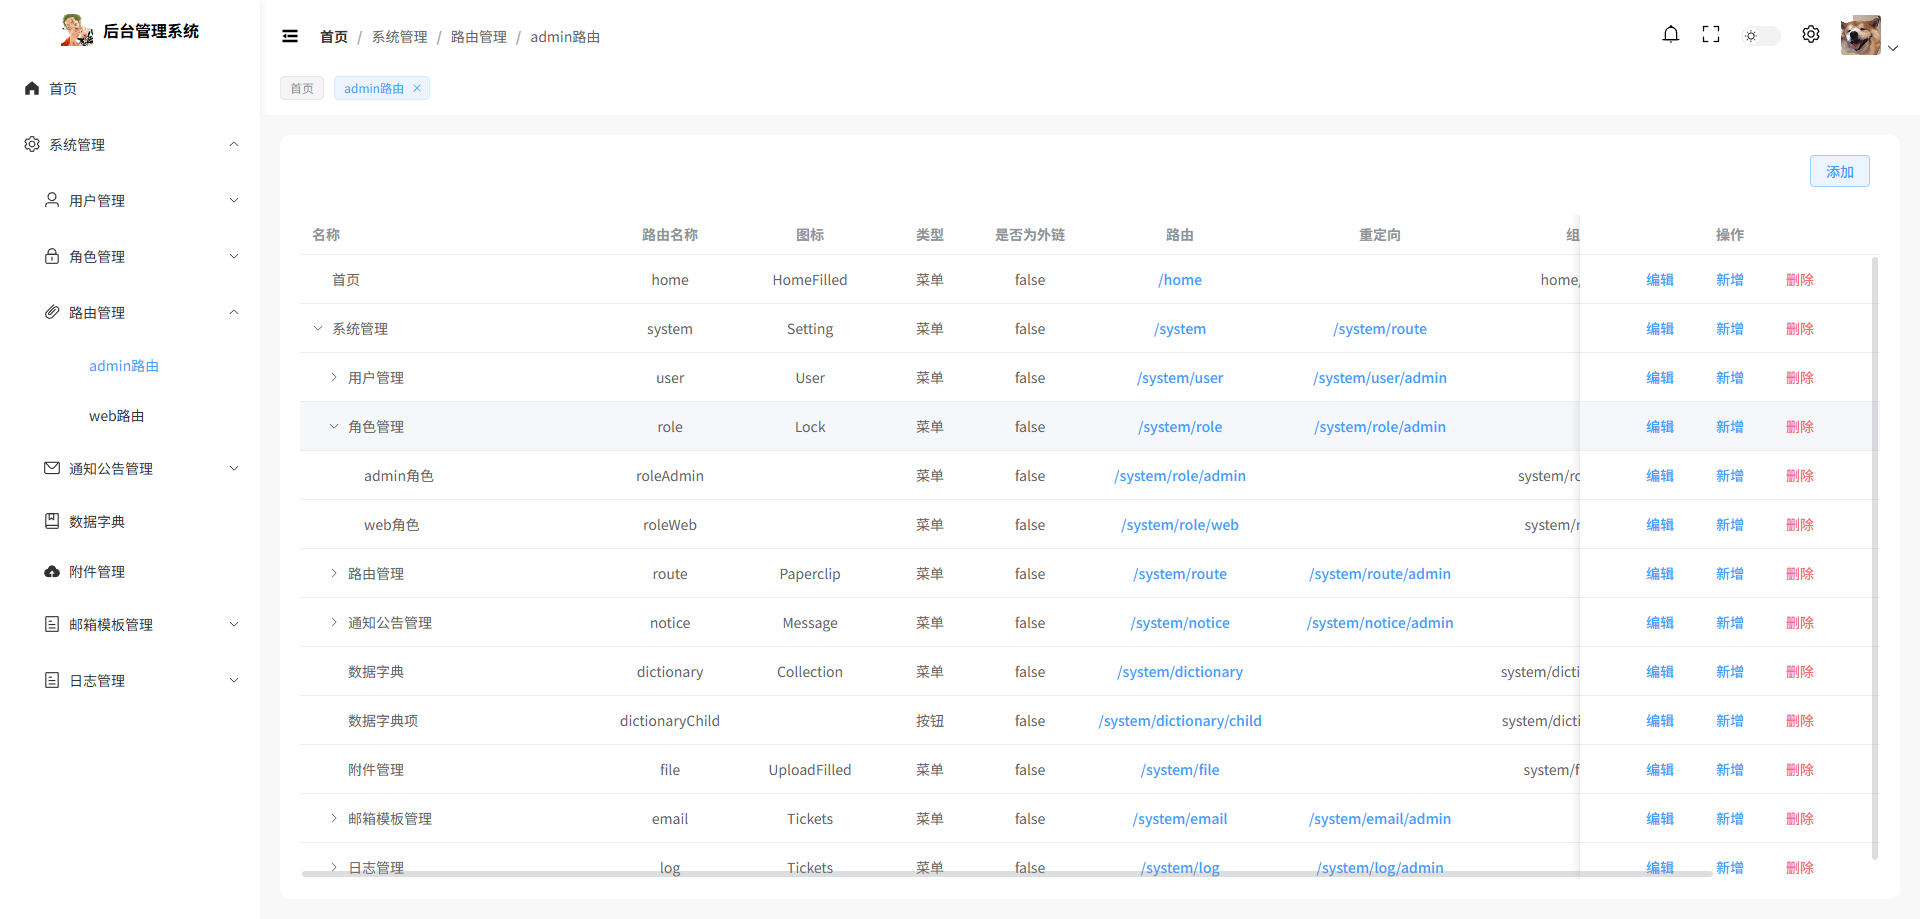 后台管理系统
首页 / 系统管理 / 路由管理 / admin路由
首页 admin路由
首页
系统管理
用户管理
角色管理
路由管理
admin路由
web路由
通知公告管理
数据字典
附件管理
邮箱模板管理
日志管理
添加
名称 路由名称 图标 类型 是否为外链 路由 重定向 组 操作
首页 home HomeFilled 菜单 false /home home/ 编辑 新增 删除
系统管理 system Setting 菜单 false /system /system/route 编辑 新增 删除
用户管理 user User 菜单 false /system/user /system/user/admin 编辑 新增 删除
角色管理 role Lock 菜单 false /system/role /system/role/admin 编辑 新增 删除
admin角色 roleAdmin 菜单 false /system/role/admin system/ro 编辑 新增 删除
web角色 roleWeb 菜单 false /system/role/web system/r 编辑 新增 删除
路由管理 route Paperclip 菜单 false /system/route /system/route/admin 编辑 新增 删除
通知公告管理 notice Message 菜单 false /system/notice /system/notice/admin 编辑 新增 删除
数据字典 dictionary Collection 菜单 false /system/dictionary system/dicti 编辑 新增 删除
数据字典项 dictionaryChild 按钮 false /system/dictionary/child system/dicti 编辑 新增 删除
附件管理 file UploadFilled 菜单 false /system/file system/f 编辑 新增 删除
邮箱模板管理 email Tickets 菜单 false /system/email /system/email/admin 编辑 新增 删除
日志管理 log Tickets 菜单 false /system/log /system/log/admin 编辑 新增 删除